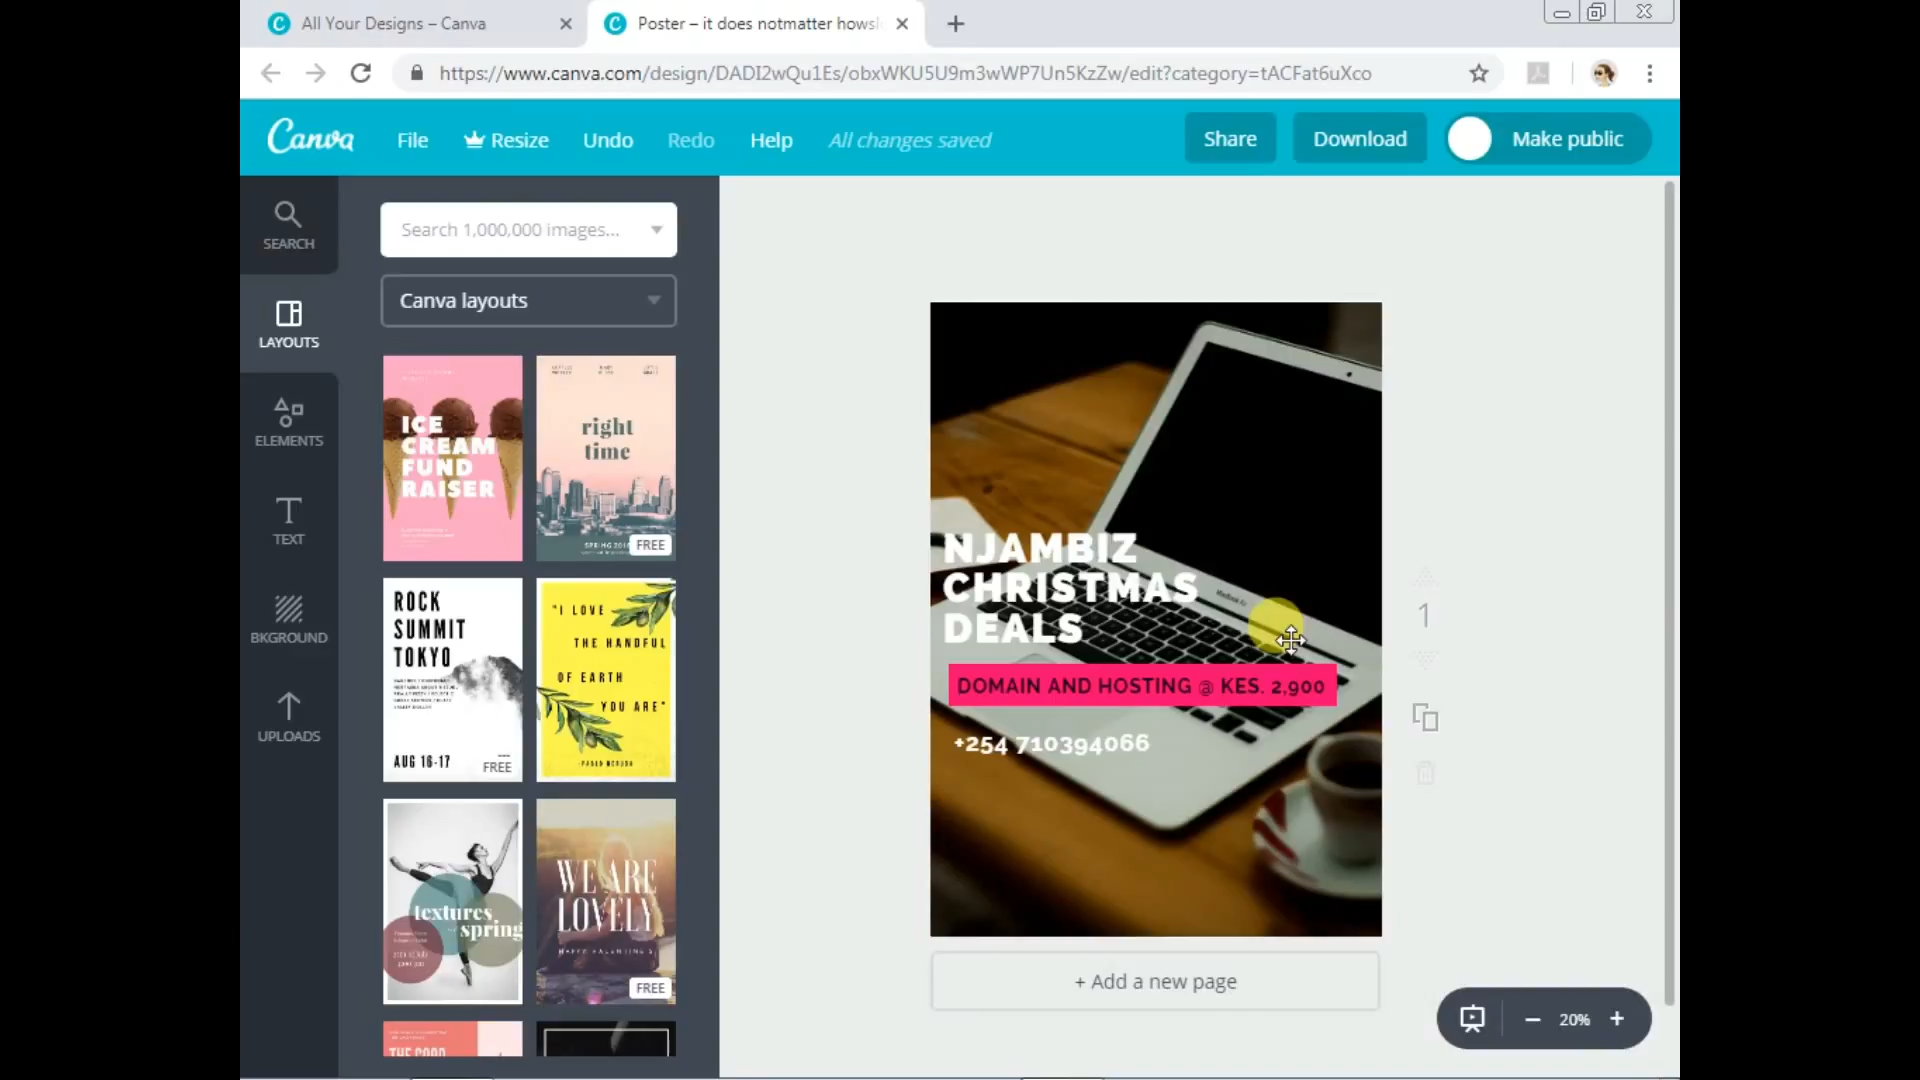 All Your Designs – Canva
Poster – it does notmatter howsl
https://www.canva.com/design/DADI2wQu1Es/obxWKU5U9m3wWP7Un5KzZw/edit?category=tACFat6uXco
Canva
File
Resize
Undo
Redo
Help
All changes saved
Share
Download
Make public
SEARCH
LAYOUTS
ELEMENTS
TEXT
BKGROUND
UPLOADS
Search 1,000,000 images...
Canva layouts
ICE
CREAM
FUND
RAISER
right
time
FREE
ROCK
SUMMIT
TOKYO
AUG 16-17
FREE
"I LOVE
THE HANDFUL
OF EARTH
YOU ARE"
textures
spring
WE ARE
LOVELY
FREE
THE GOOD
NJAMBIZ
CHRISTMAS
DEALS
DOMAIN AND HOSTING @ KES. 2,900
+254 710394066
1
+ Add a new page
20%